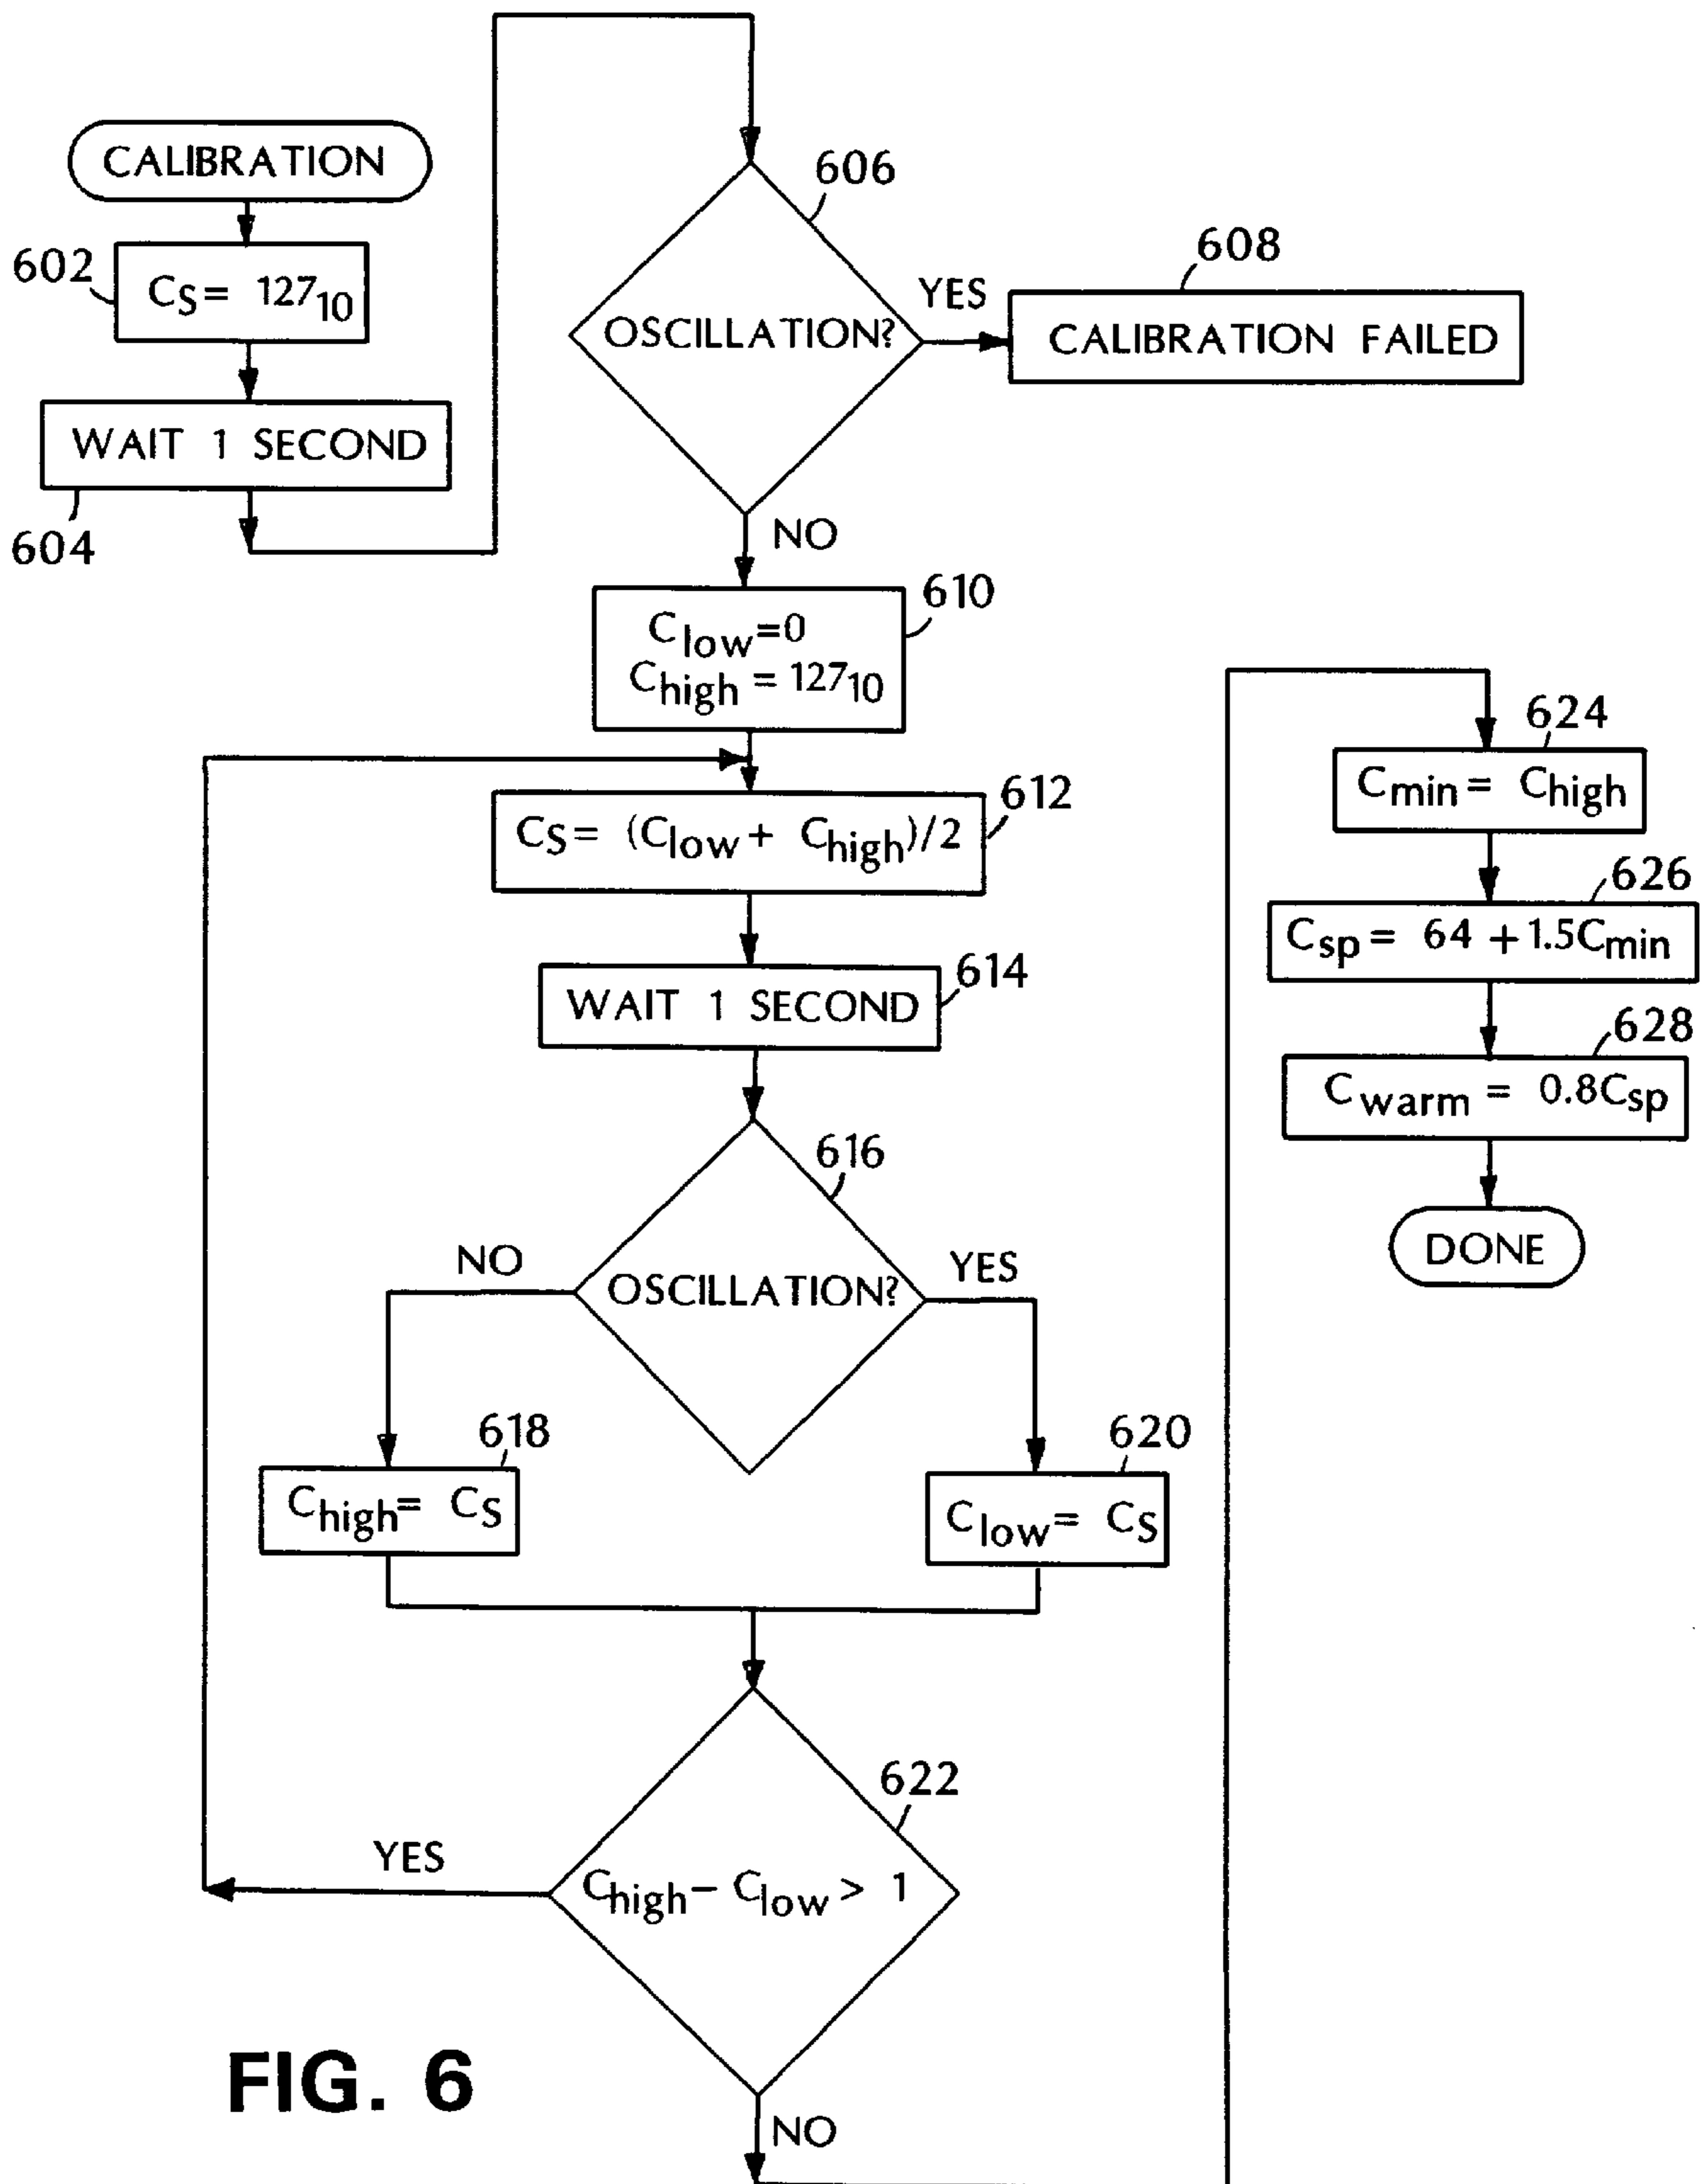 CALIBRATION
602
CS = 127₁₀
WAIT 1 SECOND
604
606
OSCILLATION?
YES
608
CALIBRATION FAILED
NO
610
Clow = 0
Chigh = 127₁₀
612
CS = (Clow + Chigh)/2
614
WAIT 1 SECOND
616
OSCILLATION?
NO
YES
618
Chigh = CS
620
Clow = CS
622
Chigh – Clow > 1
YES
NO
624
Cmin = Chigh
626
Csp = 64 + 1.5Cmin
628
Cwarm = 0.8Csp
DONE
FIG. 6